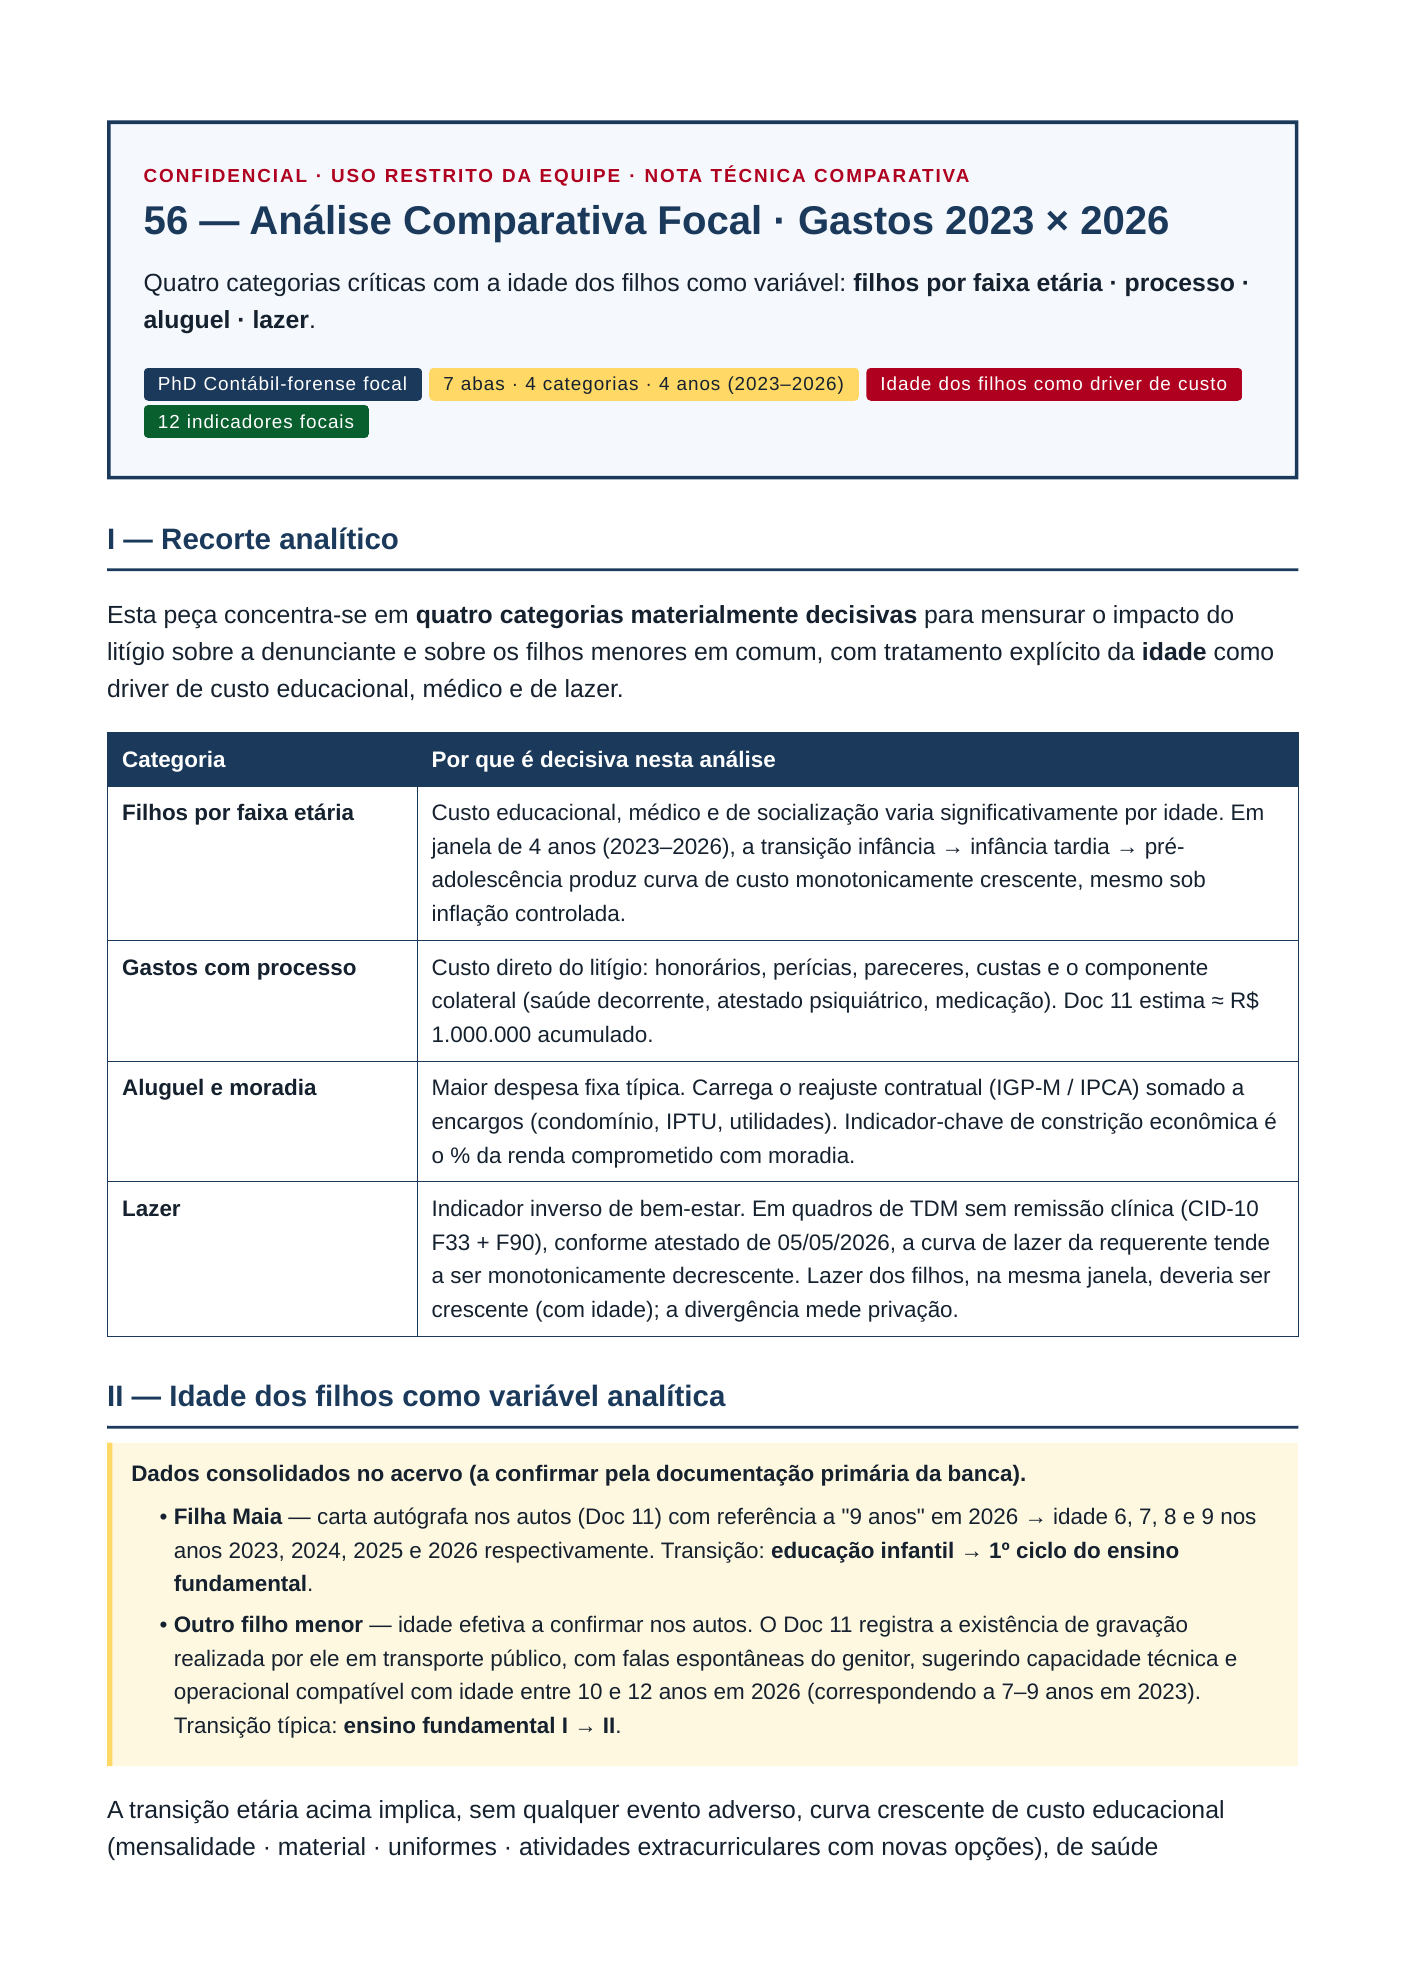 CONFIDENCIAL · USO RESTRITO DA EQUIPE · NOTA TÉCNICA COMPARATIVA
56 — Análise Comparativa Focal · Gastos 2023 × 2026
Quatro categorias críticas com a idade dos filhos como variável: filhos por faixa etária · processo ·
aluguel · lazer.
PhD Contábil-forense focal 7 abas · 4 categorias · 4 anos (2023–2026) Idade dos filhos como driver de custo
12 indicadores focais
I — Recorte analítico
Esta peça concentra-se em quatro categorias materialmente decisivas para mensurar o impacto do
litígio sobre a denunciante e sobre os filhos menores em comum, com tratamento explícito da idade como
driver de custo educacional, médico e de lazer.
Categoria Por que é decisiva nesta análise
Filhos por faixa etária Custo educacional, médico e de socialização varia significativamente por idade. Em
janela de 4 anos (2023–2026), a transição infância → infância tardia → pré-
adolescência produz curva de custo monotonicamente crescente, mesmo sob
inflação controlada.
Gastos com processo Custo direto do litígio: honorários, perícias, pareceres, custas e o componente
colateral (saúde decorrente, atestado psiquiátrico, medicação). Doc 11 estima ≈ R$
1.000.000 acumulado.
Aluguel e moradia Maior despesa fixa típica. Carrega o reajuste contratual (IGP-M / IPCA) somado a
encargos (condomínio, IPTU, utilidades). Indicador-chave de constrição econômica é
o % da renda comprometido com moradia.
Lazer Indicador inverso de bem-estar. Em quadros de TDM sem remissão clínica (CID-10
F33 + F90), conforme atestado de 05/05/2026, a curva de lazer da requerente tende
a ser monotonicamente decrescente. Lazer dos filhos, na mesma janela, deveria ser
crescente (com idade); a divergência mede privação.
II — Idade dos filhos como variável analítica
Dados consolidados no acervo (a confirmar pela documentação primária da banca).
• Filha Maia — carta autógrafa nos autos (Doc 11) com referência a "9 anos" em 2026 → idade 6, 7, 8 e 9 nos
anos 2023, 2024, 2025 e 2026 respectivamente. Transição: educação infantil → 1º ciclo do ensino
fundamental.
• Outro filho menor — idade efetiva a confirmar nos autos. O Doc 11 registra a existência de gravação
realizada por ele em transporte público, com falas espontâneas do genitor, sugerindo capacidade técnica e
operacional compatível com idade entre 10 e 12 anos em 2026 (correspondendo a 7–9 anos em 2023).
Transição típica: ensino fundamental I → II.
A transição etária acima implica, sem qualquer evento adverso, curva crescente de custo educacional
(mensalidade · material · uniformes · atividades extracurriculares com novas opções), de saúde